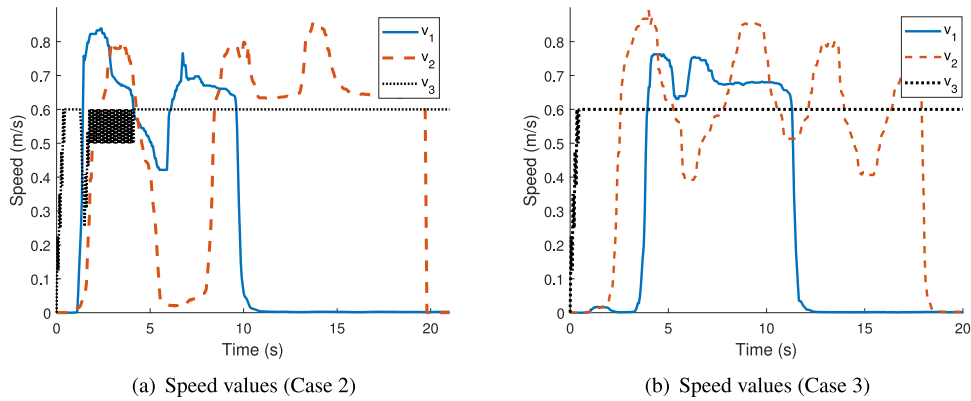 0.8
0.7
0.6
0.5
0.4
0.3
0.2
0.1
0
Speed (m/s)
0 5 10 15 20
Time (s)
v1
v2
v3
(a) Speed values (Case 2)
0.8
0.7
0.6
0.5
0.4
0.3
0.2
0.1
0
Speed (m/s)
0 5 10 15 20
Time (s)
v1
v2
v3
(b) Speed values (Case 3)